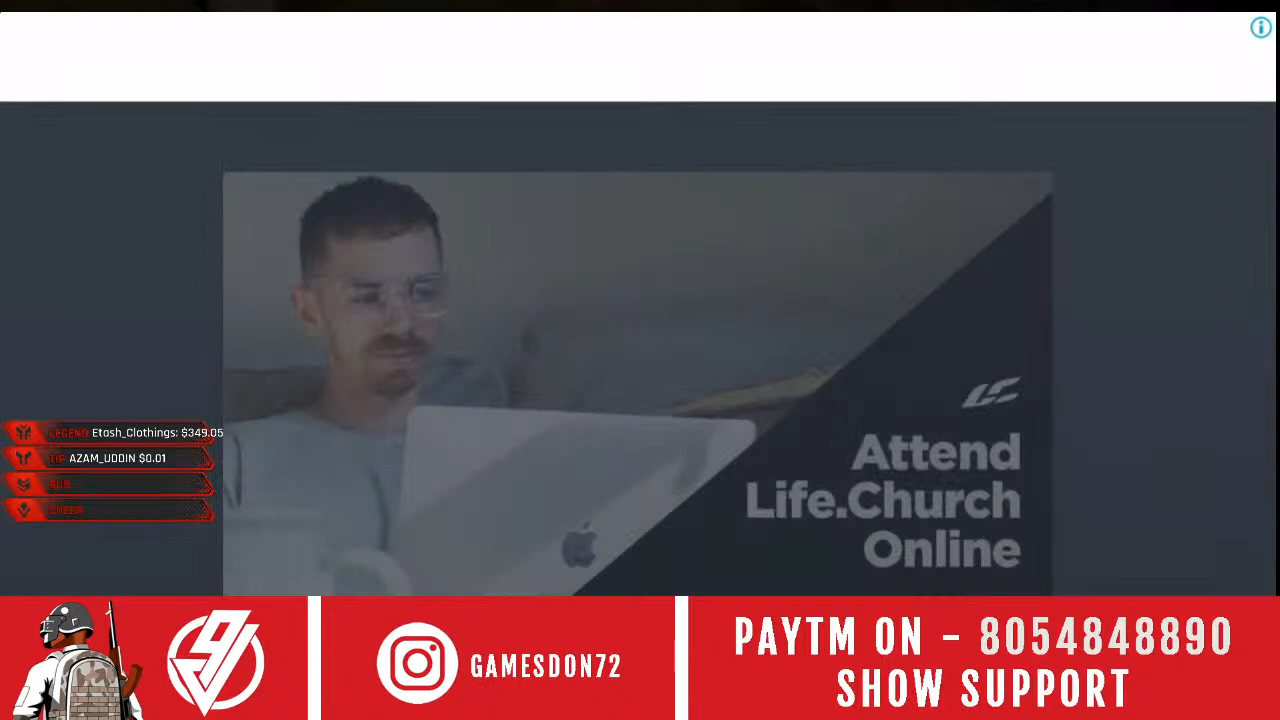 Attend
Life.Church
Online
LEGEND Etash_Clothings: $349.05
TIP AZAM_UDDIN $0.01
SUB
CHEER
GAMESDON72
PAYTM ON - 8054848890
SHOW SUPPORT